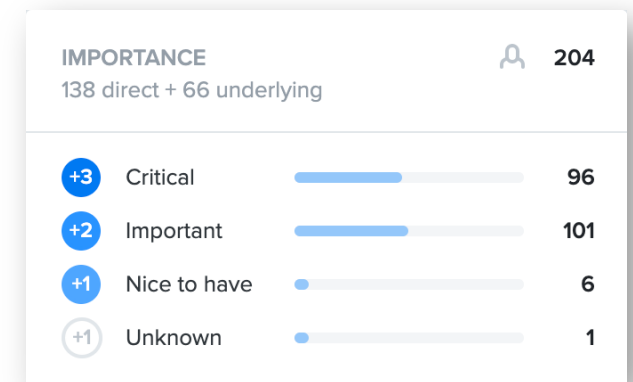 IMPORTANCE 204
138 direct + 66 underlying
+3 Critical 96
+2 Important 101
+1 Nice to have 6
+1 Unknown 1